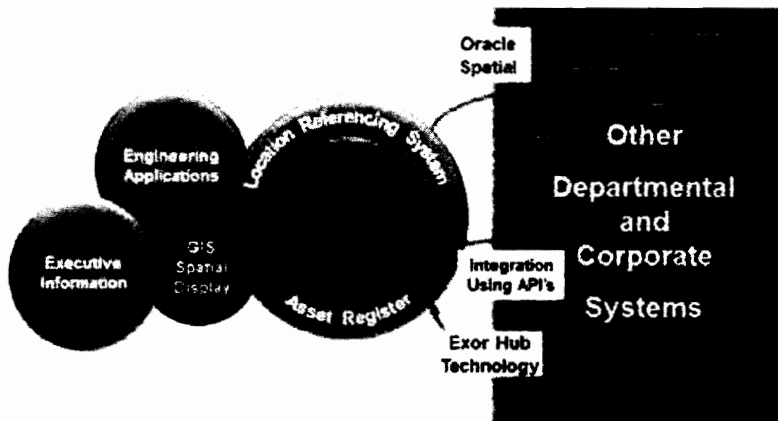 Oracle
Spatial
Engineering
Applications
Location Referencing System
Other
Departmental
and
Corporate
Systems
Executive
Information
GIS
Spatial
Display
Integration
Using API's
Asset Register
Exor Hub
Technology